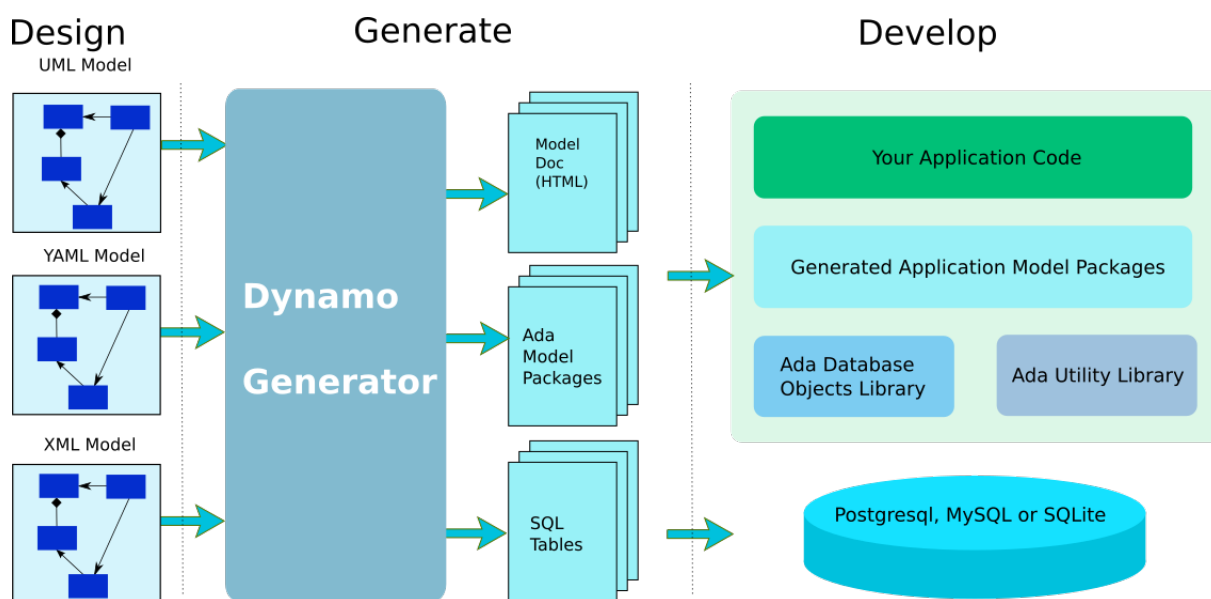 Design
Generate
Develop
UML Model
YAML Model
XML Model
Dynamo
Generator
Model
Doc
(HTML)
Ada
Model
Packages
SQL
Tables
Your Application Code
Generated Application Model Packages
Ada Database
Objects Library
Ada Utility Library
Postgresql, MySQL or SQLite